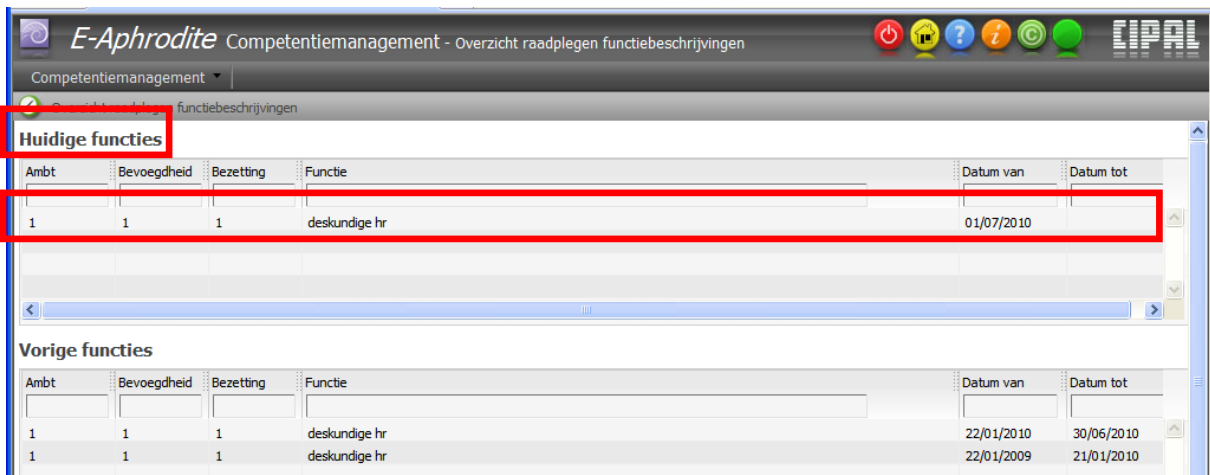 E-Aphrodite Competentiemanagement - Overzicht raadplegen functiebeschrijvingen
CIPAL
Competentiemanagement
Overzicht raadplegen functiebeschrijvingen
Huidige functies
Ambt Bevoegdheid Bezetting Functie Datum van Datum tot
1 1 1 deskundige hr 01/07/2010
Vorige functies
Ambt Bevoegdheid Bezetting Functie Datum van Datum tot
1 1 1 deskundige hr 22/01/2010 30/06/2010
1 1 1 deskundige hr 22/01/2009 21/01/2010